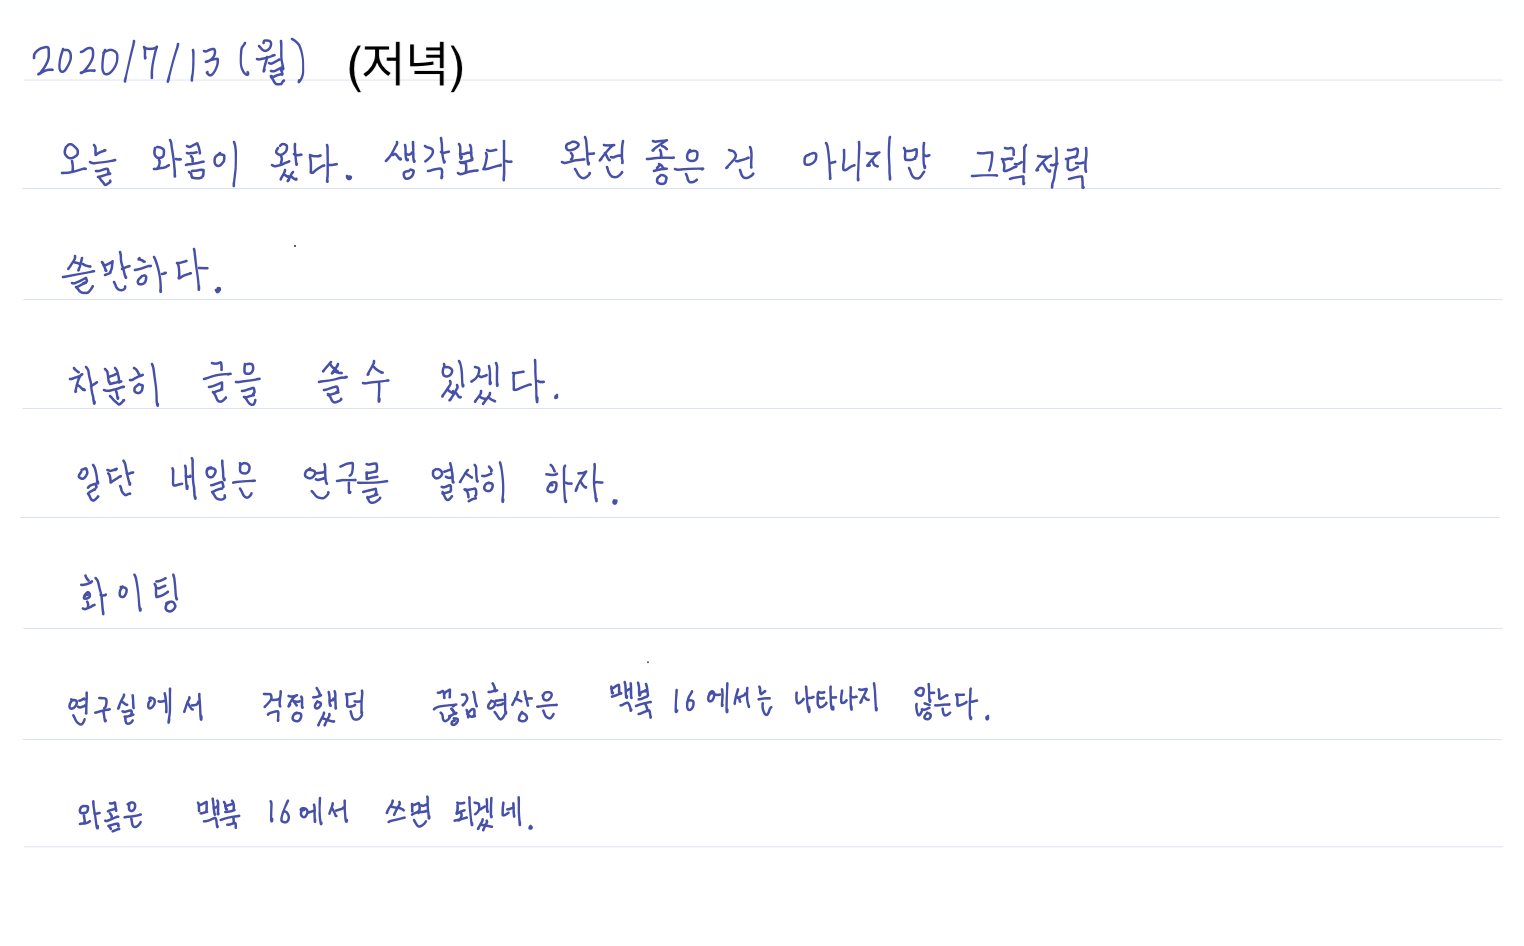 2020/7/13 (월) (저녁)
오늘 와콤이 왔다. 생각보다 완전 좋은 건 아니지만 그럭저럭
쓸만하다.
차분히 글을 쓸 수 있겠다.
일단 내일은 연구를 열심히 하자.
화이팅
연구실에서 걱정했던 끊김현상은 맥북 16에서는 나타나지 않는다.
와콤은 맥북 16에서 쓰면 되겠네.